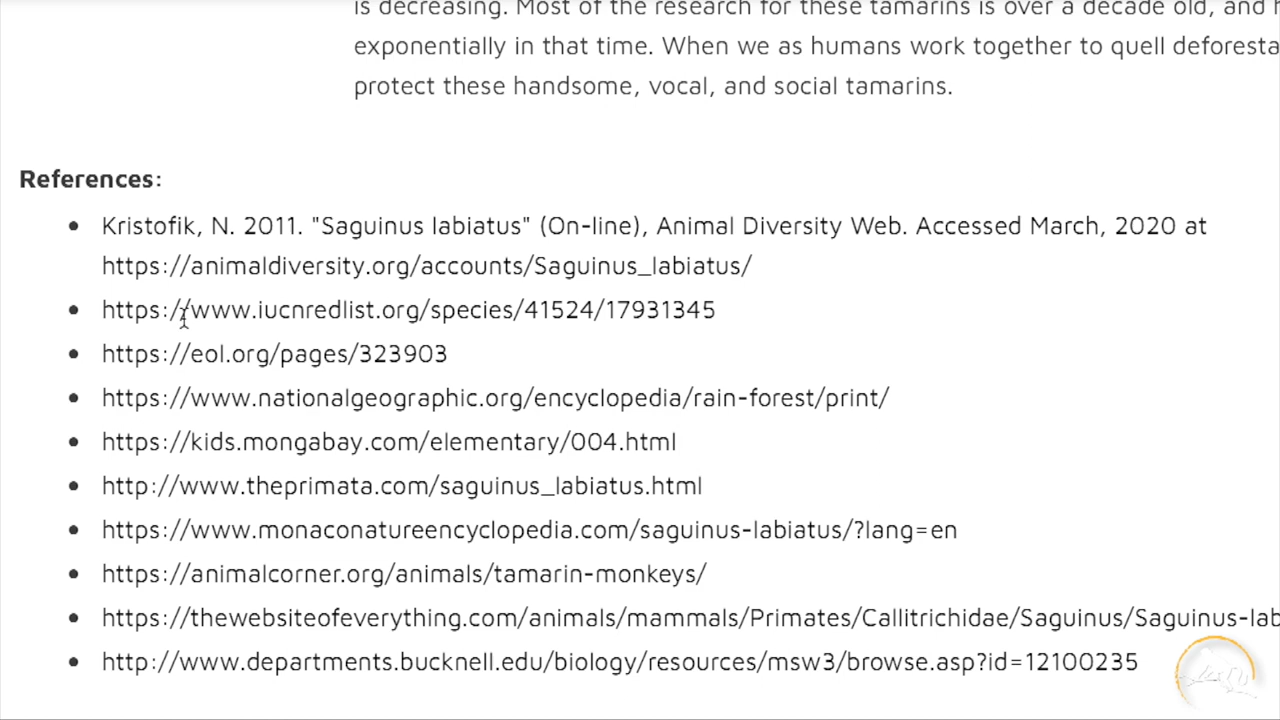 is decreasing. Most of the research for these tamarins is over a decade old, and
exponentially in that time. When we as humans work together to quell deforesta
protect these handsome, vocal, and social tamarins.
References:
• Kristofik, N. 2011. "Saguinus labiatus" (On-line), Animal Diversity Web. Accessed March, 2020 at
https://animaldiversity.org/accounts/Saguinus_labiatus/
• https://www.iucnredlist.org/species/41524/17931345
• https://eol.org/pages/323903
• https://www.nationalgeographic.org/encyclopedia/rain-forest/print/
• https://kids.mongabay.com/elementary/004.html
• http://www.theprimata.com/saguinus_labiatus.html
• https://www.monaconatureencyclopedia.com/saguinus-labiatus/?lang=en
• https://animalcorner.org/animals/tamarin-monkeys/
• https://thewebsiteofeverything.com/animals/mammals/Primates/Callitrichidae/Saguinus/Saguinus-lab
• http://www.departments.bucknell.edu/biology/resources/msw3/browse.asp?id=12100235